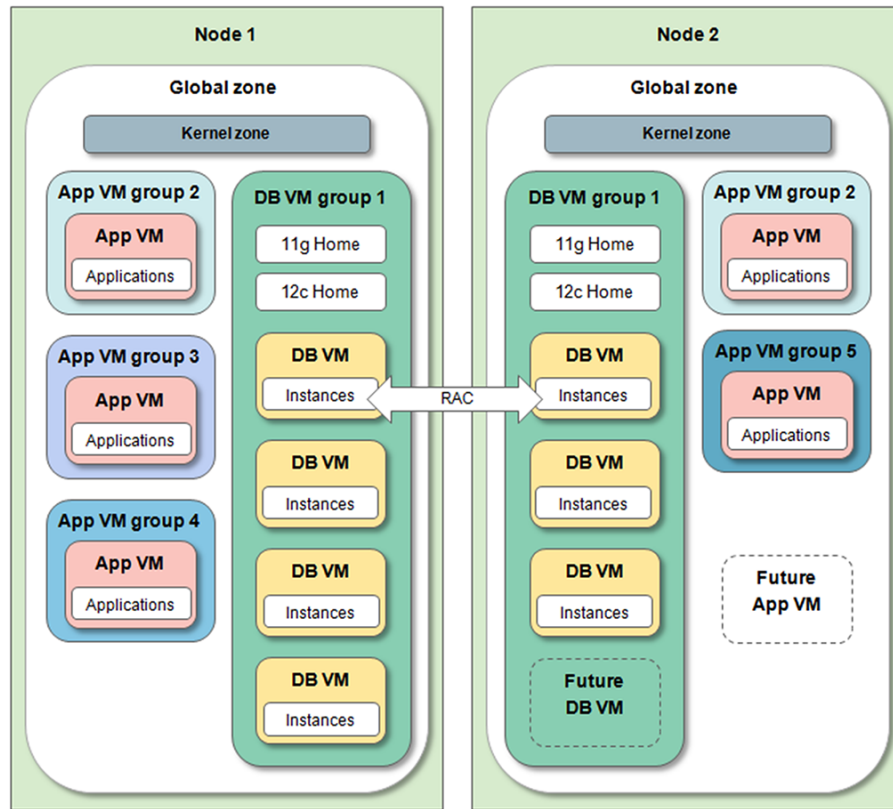 Node 1
Global zone
Kernel zone
App VM group 2
App VM
Applications
App VM group 3
App VM
Applications
App VM group 4
App VM
Applications
DB VM group 1
11g Home
12c Home
DB VM
Instances
DB VM
Instances
DB VM
Instances
DB VM
Instances
RAC
Node 2
Global zone
Kernel zone
DB VM group 1
11g Home
12c Home
DB VM
Instances
DB VM
Instances
DB VM
Instances
Future
DB VM
App VM group 2
App VM
Applications
App VM group 5
App VM
Applications
Future
App VM